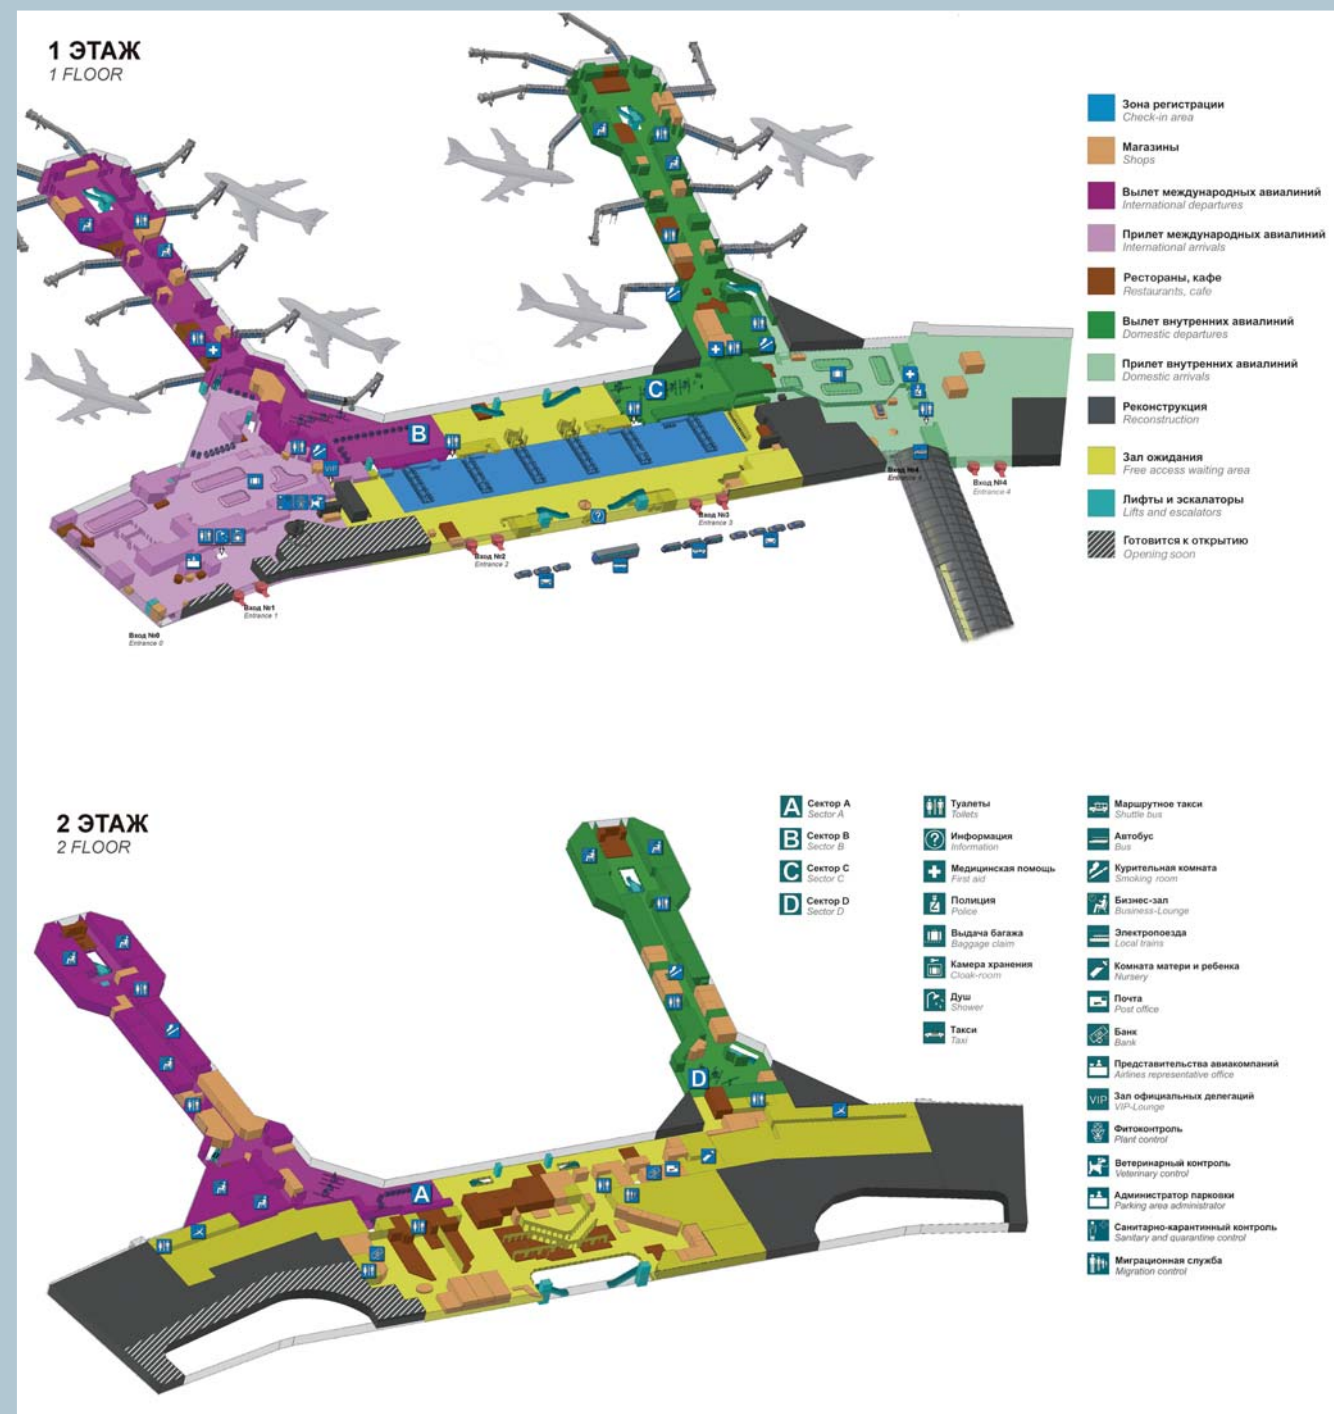 1 ЭТАЖ
1 FLOOR
Зона регистрации
Check-in area
Магазины
Shops
Вылет международных авиалиний
International departures
Прилет международных авиалиний
International arrivals
Рестораны, кафе
Restaurants, cafe
Вылет внутренних авиалиний
Domestic departures
Прилет внутренних авиалиний
Domestic arrivals
Реконструкция
Reconstruction
Зал ожидания
Free access waiting area
Лифты и эскалаторы
Lifts and escalators
Готовится к открытию
Opening soon
C
B
VIP
Вход №4
Entrance 4
Вход №4
Entrance 4
Вход №3
Entrance 3
Вход №2
Entrance 2
Вход №1
Entrance 1
Вход №0
Entrance 0
2 ЭТАЖ
2 FLOOR
A Сектор А
Sector A
B Сектор B
Sector B
C Сектор C
Sector C
D Сектор D
Sector D
Туалеты
Toilets
Информация
Information
Медицинская помощь
First aid
Полиция
Police
Выдача багажа
Baggage claim
Камера хранения
Cloak-room
Душ
Shower
Такси
Taxi
Маршрутное такси
Shuttle bus
Автобус
Bus
Курительная комната
Smoking room
Бизнес-зал
Business-Lounge
Электропоезда
Local trains
Комната матери и ребенка
Nursery
Почта
Post office
Банк
Bank
Представительства авиакомпаний
Airlines representative office
VIP Зал официальных делегаций
VIP-Lounge
Фитоконтроль
Plant control
Ветеринарный контроль
Veterinary control
Администратор парковки
Parking area administrator
Санитарно-карантинный контроль
Sanitary and quarantine control
Миграционная служба
Migration control
D
A